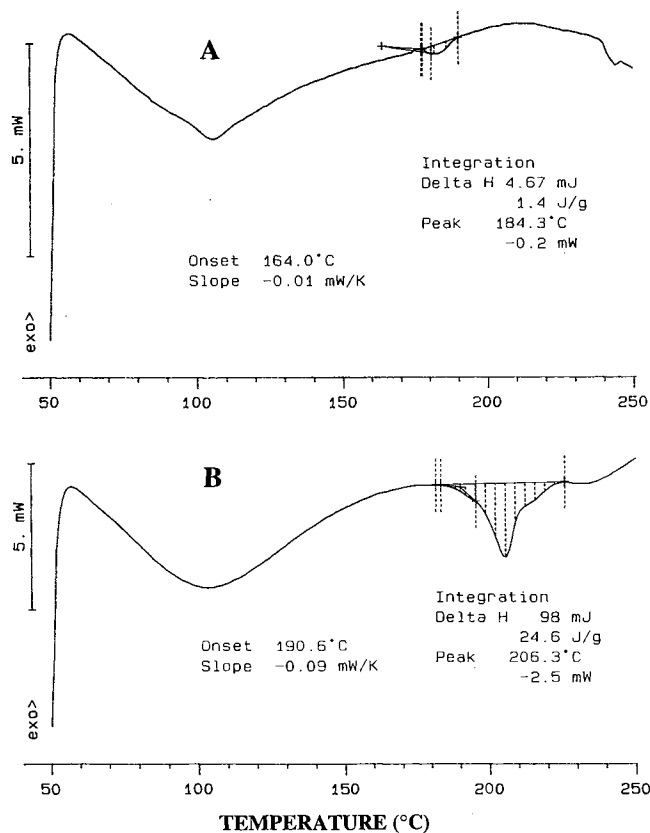 A
5. mW
exo>
Integration
Delta H 4.67 mJ
1.4 J/g
Peak 184.3°C
-0.2 mW
Onset 164.0°C
Slope -0.01 mW/K
50 100 150 200 250
B
5. mW
exo>
Integration
Delta H 98 mJ
24.6 J/g
Peak 206.3°C
-2.5 mW
Onset 190.6°C
Slope -0.09 mW/K
50 100 150 200 250
TEMPERATURE (°C)